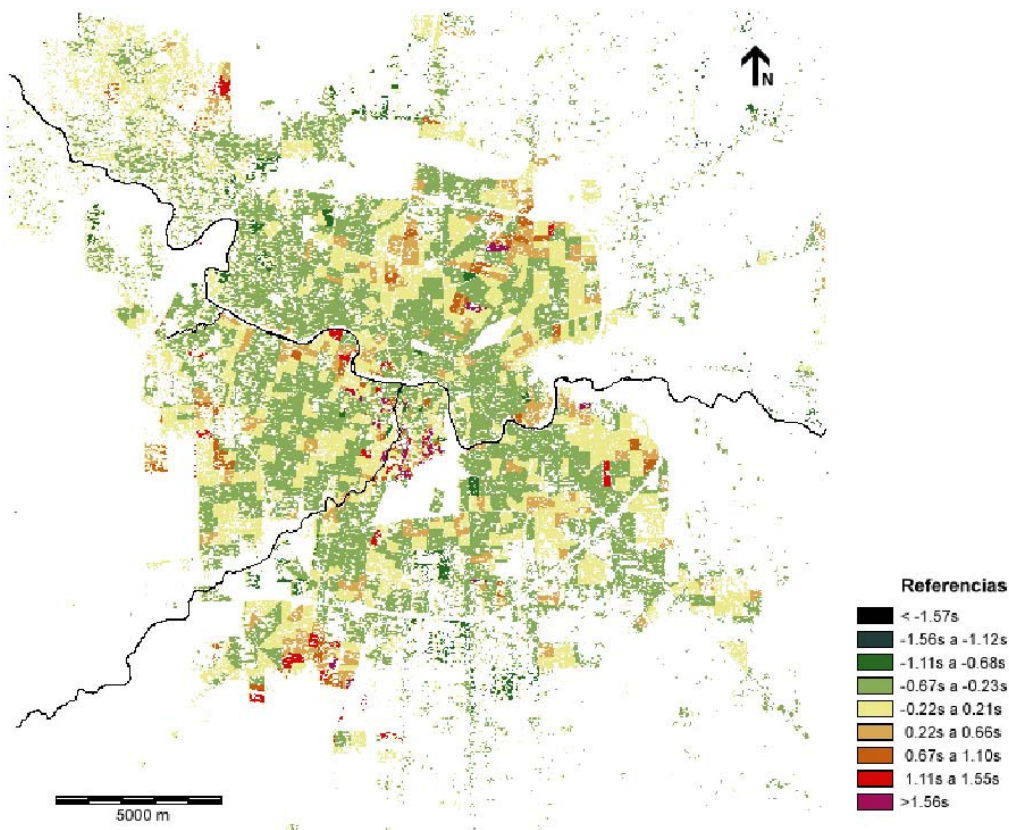 N
Referencias
< -1.57s
-1.56s a -1.12s
-1.11s a -0.68s
-0.67s a -0.23s
-0.22s a 0.21s
0.22s a 0.66s
0.67s a 1.10s
1.11s a 1.55s
>1.56s
5000 m